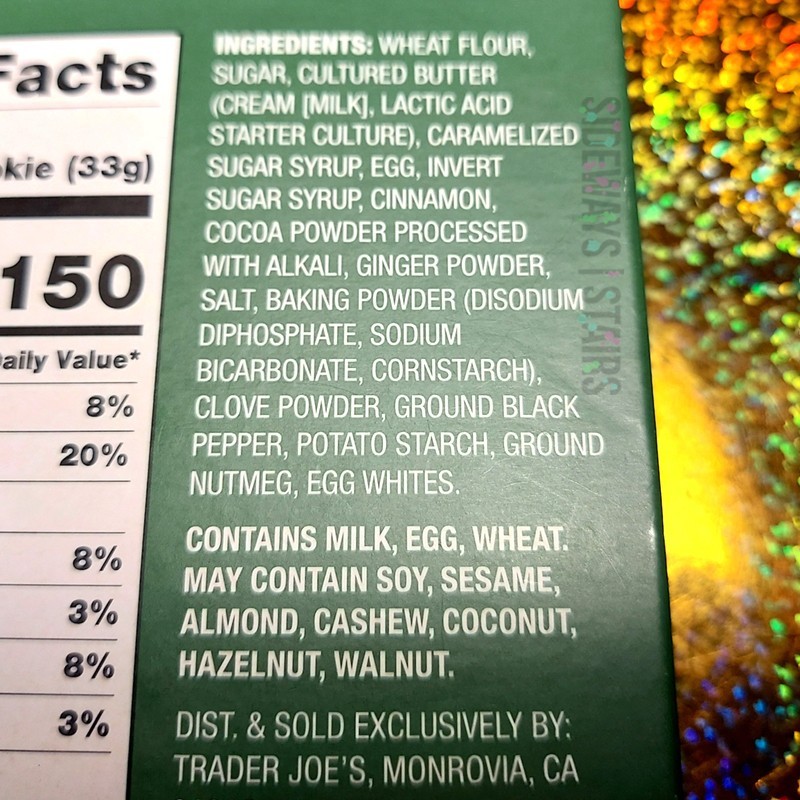 Facts
kie (33g)
150
Daily Value*
8%
20%
8%
3%
8%
3%
INGREDIENTS: WHEAT FLOUR,
SUGAR, CULTURED BUTTER
(CREAM [MILK], LACTIC ACID
STARTER CULTURE), CARAMELIZED
SUGAR SYRUP, EGG, INVERT
SUGAR SYRUP, CINNAMON,
COCOA POWDER PROCESSED
WITH ALKALI, GINGER POWDER,
SALT, BAKING POWDER (DISODIUM
DIPHOSPHATE, SODIUM
BICARBONATE, CORNSTARCH),
CLOVE POWDER, GROUND BLACK
PEPPER, POTATO STARCH, GROUND
NUTMEG, EGG WHITES.
CONTAINS MILK, EGG, WHEAT.
MAY CONTAIN SOY, SESAME,
ALMOND, CASHEW, COCONUT,
HAZELNUT, WALNUT.
DIST. & SOLD EXCLUSIVELY BY:
TRADER JOE'S, MONROVIA, CA
SIDEWAYS | STAIRS